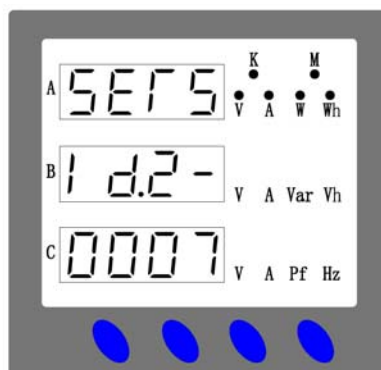 K M
A SETS
V A W Wh
B 1 d.2-
V A Var Vh
C 0007
V A Pf Hz